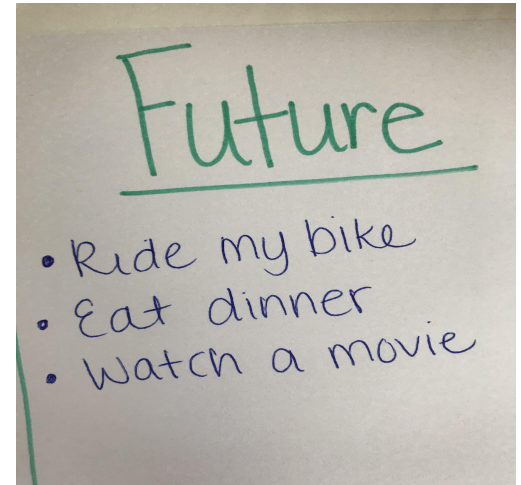 Future
• Ride my bike
• Eat dinner
• Watch a movie